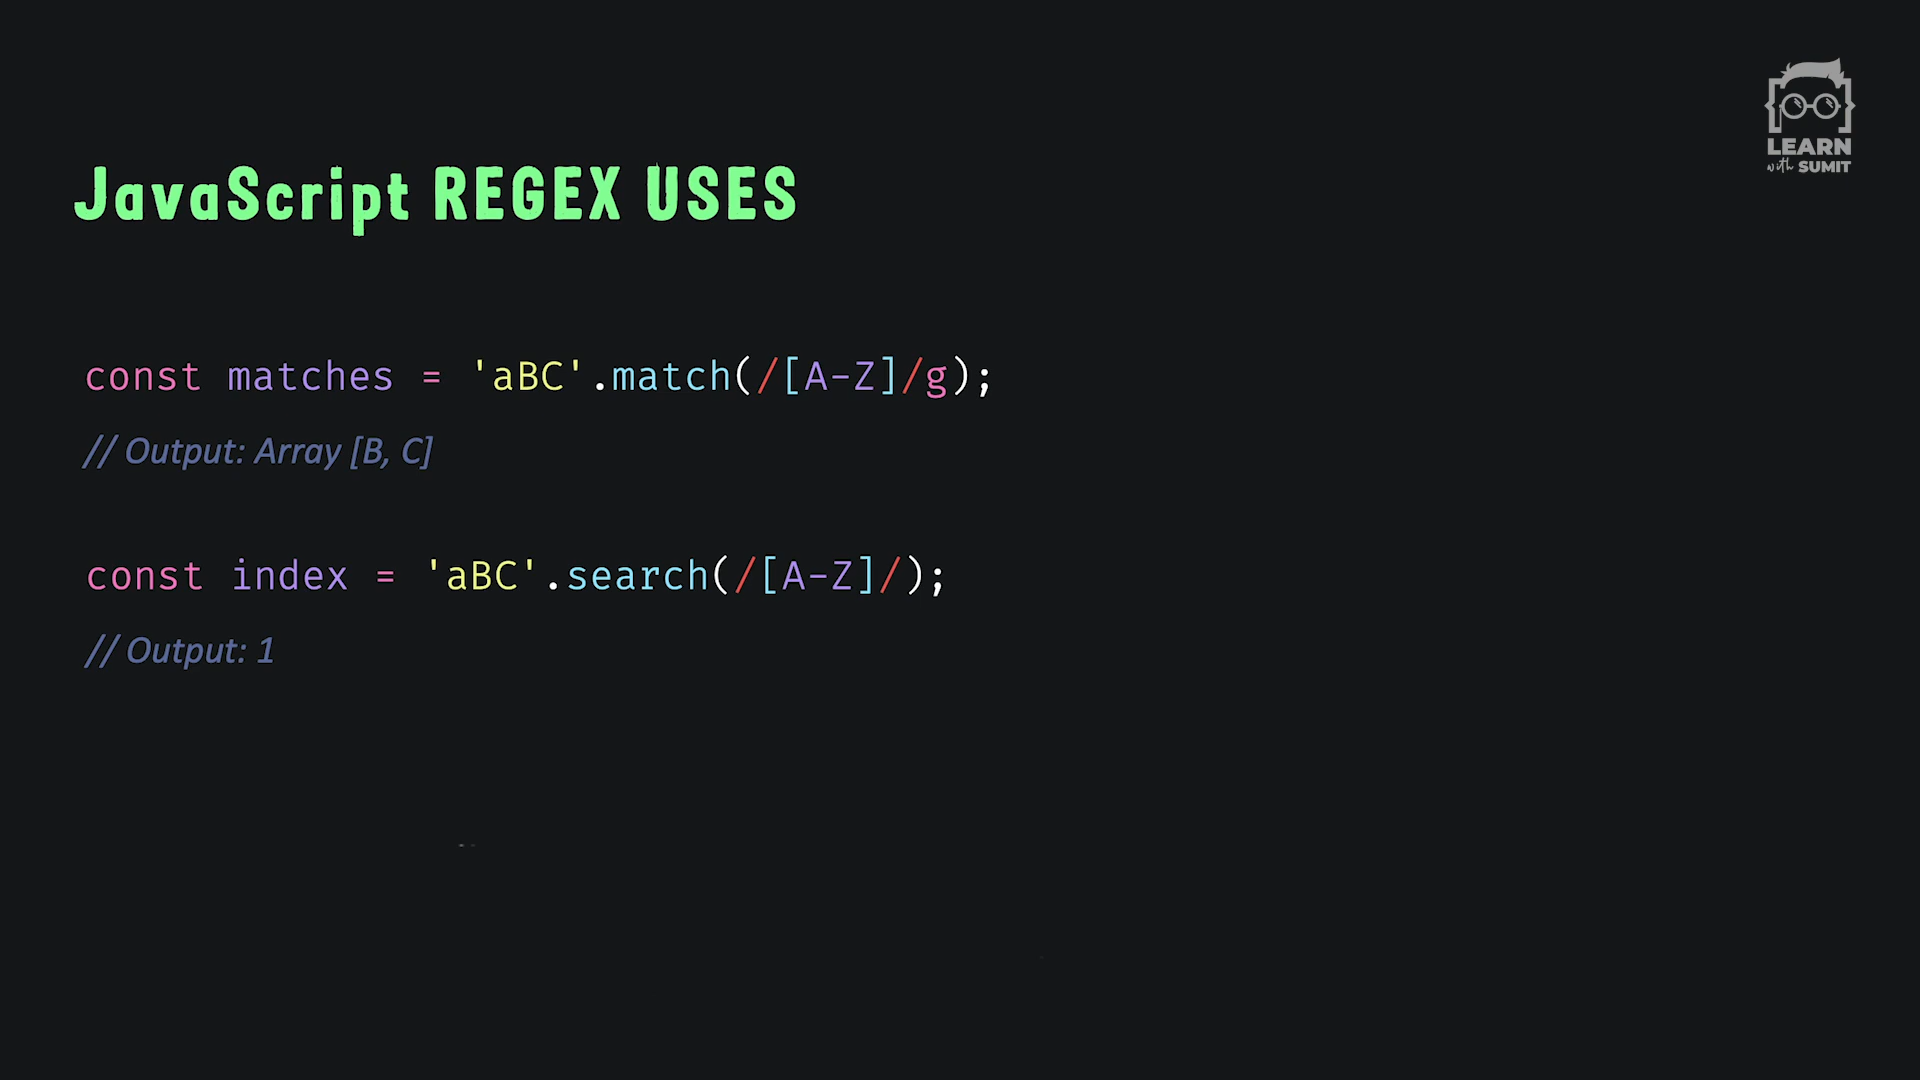 LEARN
with SUMIT
JavaScript REGEX USES
const matches = 'aBC'.match(/[A-Z]/g);
// Output: Array [B, C]
const index = 'aBC'.search(/[A-Z]/);
// Output: 1